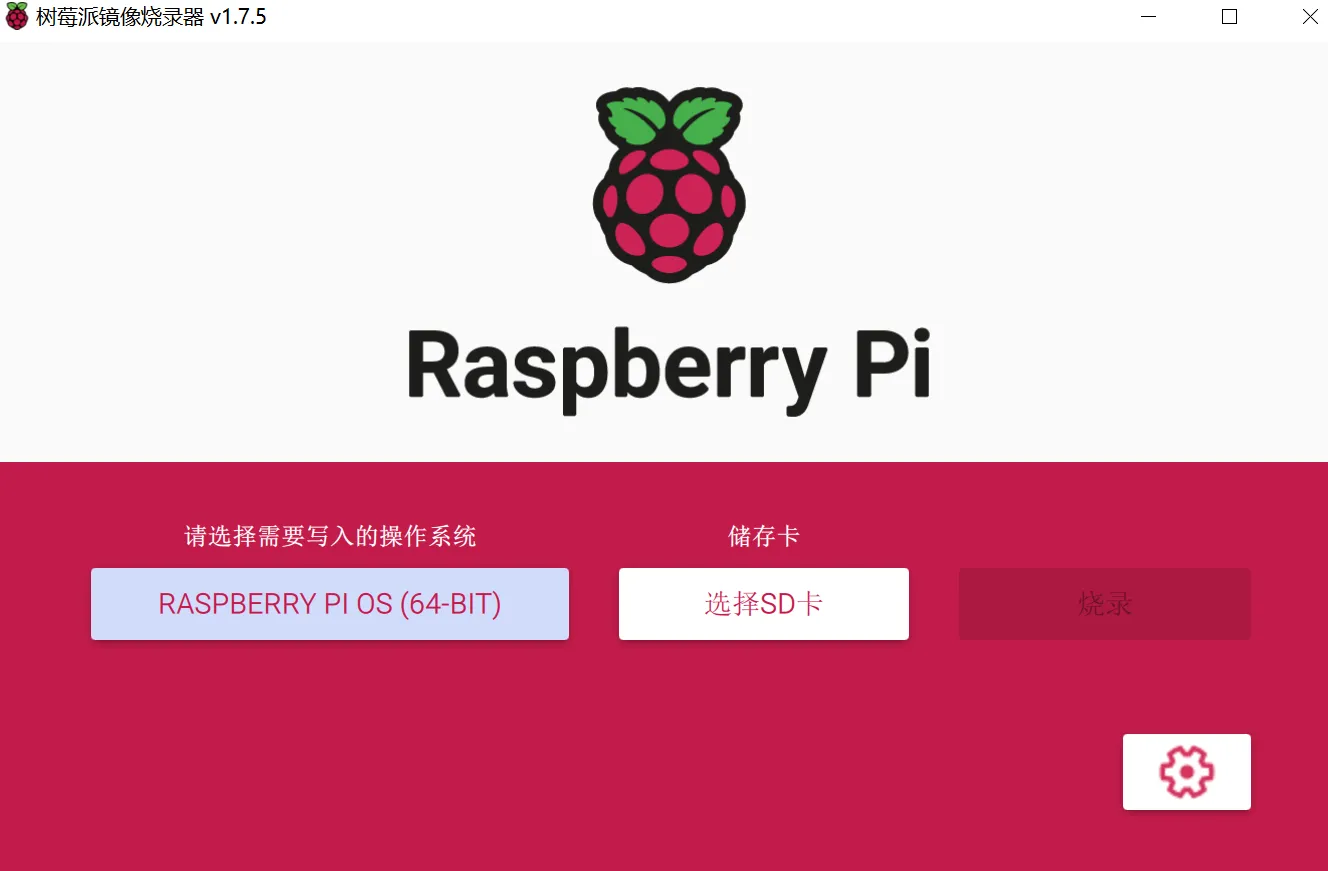 树莓派镜像烧录器 v1.7.5
Raspberry Pi
请选择需要写入的操作系统
储存卡
RASPBERRY PI OS (64-BIT)
选择SD卡
烧录